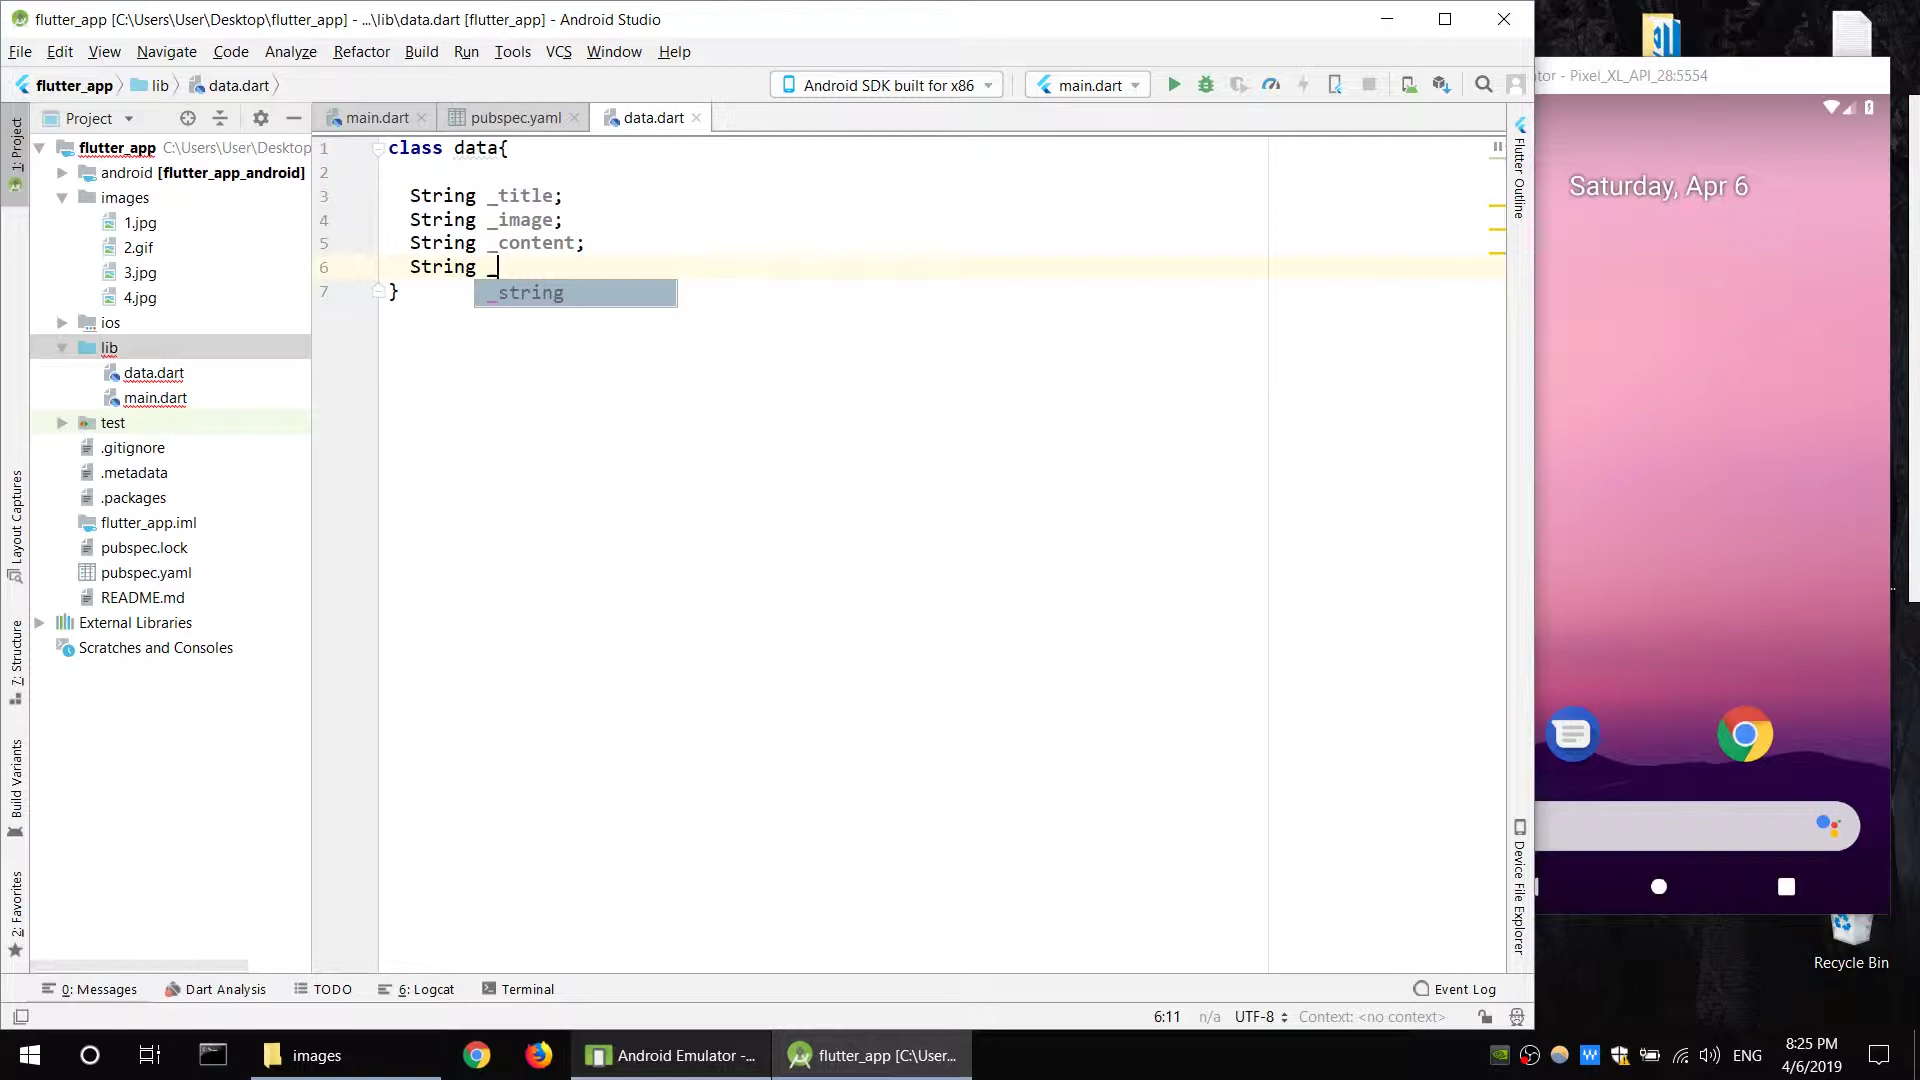 flutter_app [C:\Users\User\Desktop\flutter_app] - ...\lib\data.dart [flutter_app] - Android Studio
File Edit View Navigate Code Analyze Refactor Build Run Tools VCS Window Help
flutter_app lib data.dart
Android SDK built for x86
main.dart
Project
main.dart
pubspec.yaml
data.dart
1: Project
Layout Captures
7: Structure
Build Variants
2: Favorites
flutter_app C:\Users\User\Desktop
android [flutter_app_android]
images
1.jpg
2.gif
3.jpg
4.jpg
ios
lib
data.dart
main.dart
test
.gitignore
.metadata
.packages
flutter_app.iml
pubspec.lock
pubspec.yaml
README.md
External Libraries
Scratches and Consoles
1 class data{
2
3 String _title;
4 String _image;
5 String _content;
6 String _
7 }
_string
Flutter Outline
Device File Explorer
tor - Pixel_XL_API_28:5554
Saturday, Apr 6
Recycle Bin
0: Messages
Dart Analysis
TODO
6: Logcat
Terminal
Event Log
6:11 n/a UTF-8 Context: <no context>
images
Android Emulator -...
flutter_app [C:\User...
ENG
8:25 PM
4/6/2019